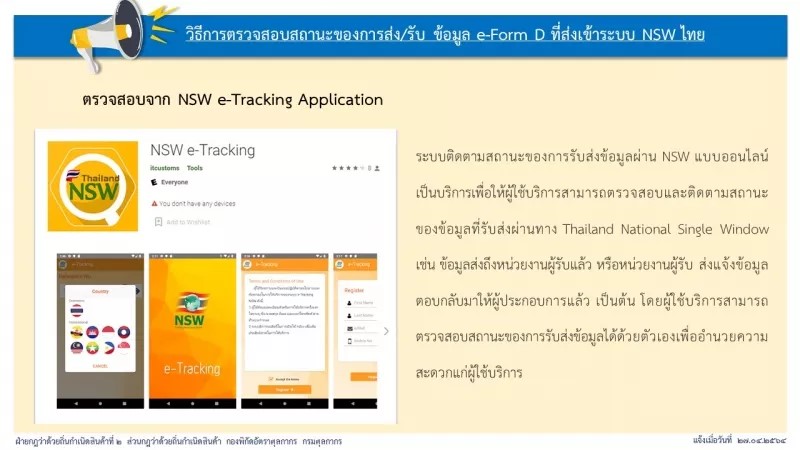 วิธีการตรวจสอบสถานะของการส่ง/รับ ข้อมูล e-Form D ที่ส่งเข้าระบบ NSW ไทย
ตรวจสอบจาก NSW e-Tracking Application
NSW e-Tracking
itcustoms Tools
Everyone
You don't have any devices
Add to Wishlist
Thailand
NSW
Country
CANCEL
NSW
e-Tracking
e-Tracking
Terms and Conditions of Use
Register
e-Tracking
Register
First Name
Last Name
ระบบติดตามสถานะของการรับส่งข้อมูลผ่าน NSW แบบออนไลน์
เป็นบริการเพื่อให้ผู้ใช้บริการสามารถตรวจสอบและติดตามสถานะ
ของข้อมูลที่รับส่งผ่านทาง Thailand National Single Window
เช่น ข้อมูลส่งถึงหน่วยงานผู้รับแล้ว หรือหน่วยงานผู้รับ ส่งแจ้งข้อมูล
ตอบกลับมาให้ผู้ประกอบการแล้ว เป็นต้น โดยผู้ใช้บริการสามารถ
ตรวจสอบสถานะของการรับส่งข้อมูลได้ด้วยตัวเองเพื่ออำนวยความ
สะดวกแก่ผู้ใช้บริการ
ฝ่ายกฎว่าด้วยถิ่นกำเนิดสินค้าที่ ๒ ส่วนกฎว่าด้วยถิ่นกำเนิดสินค้า กองพิกัดอัตราศุลกากร กรมศุลกากร
แจ้งเมื่อวันที่ ๒๗.๐๔.๒๕๖๔